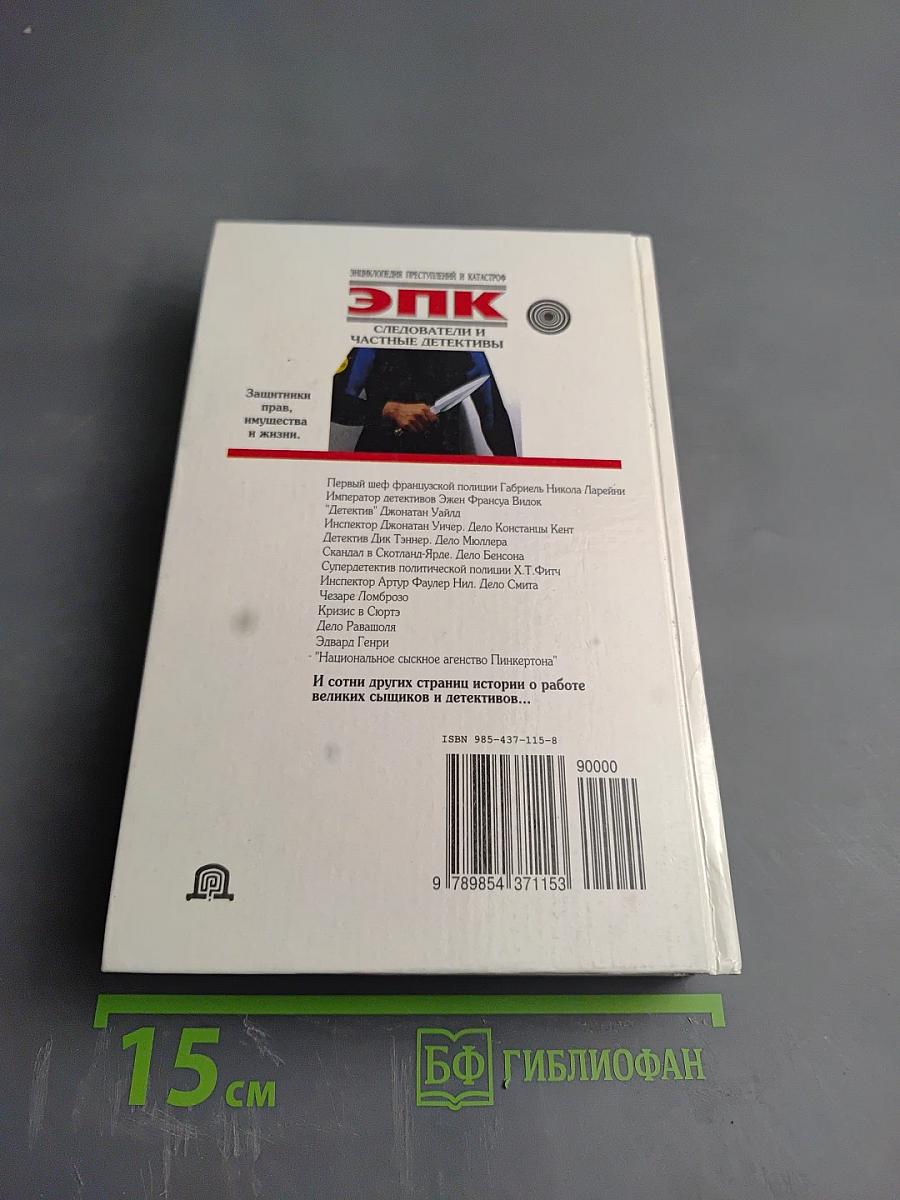 ЭНЦИКЛОПЕДИЯ ПРЕСТУПЛЕНИЙ И КАТАСТРОФ
ЭПК
СЛЕДОВАТЕЛИ И
ЧАСТНЫЕ ДЕТЕКТИВЫ
Защитники
прав,
имущества
и жизни.
Первый шеф французской полиции Габриель Никола Ларейни
Император детективов Эжен Франсуа Видок
"Детектив" Джонатан Уайлд
Инспектор Джонатан Уичер. Дело Констанцы Кент
Детектив Дик Тэннер. Дело Мюллера
Скандал в Скотланд-Ярде. Дело Бенсона
Супердетектив политической полиции Х.Т.Фитч
Инспектор Артур Фаулер Нил. Дело Смита
Чезаре Ломброзо
Кризис в Сюртэ
Дело Равашоля
Эдвард Генри
"Национальное сыскное агенство Пинкертона"
И сотни других страниц истории о работе
великих сыщиков и детективов...
ISBN 985-437-115-8
90000
9 789854 371153
15 см
БФ ГИБЛИОФАН